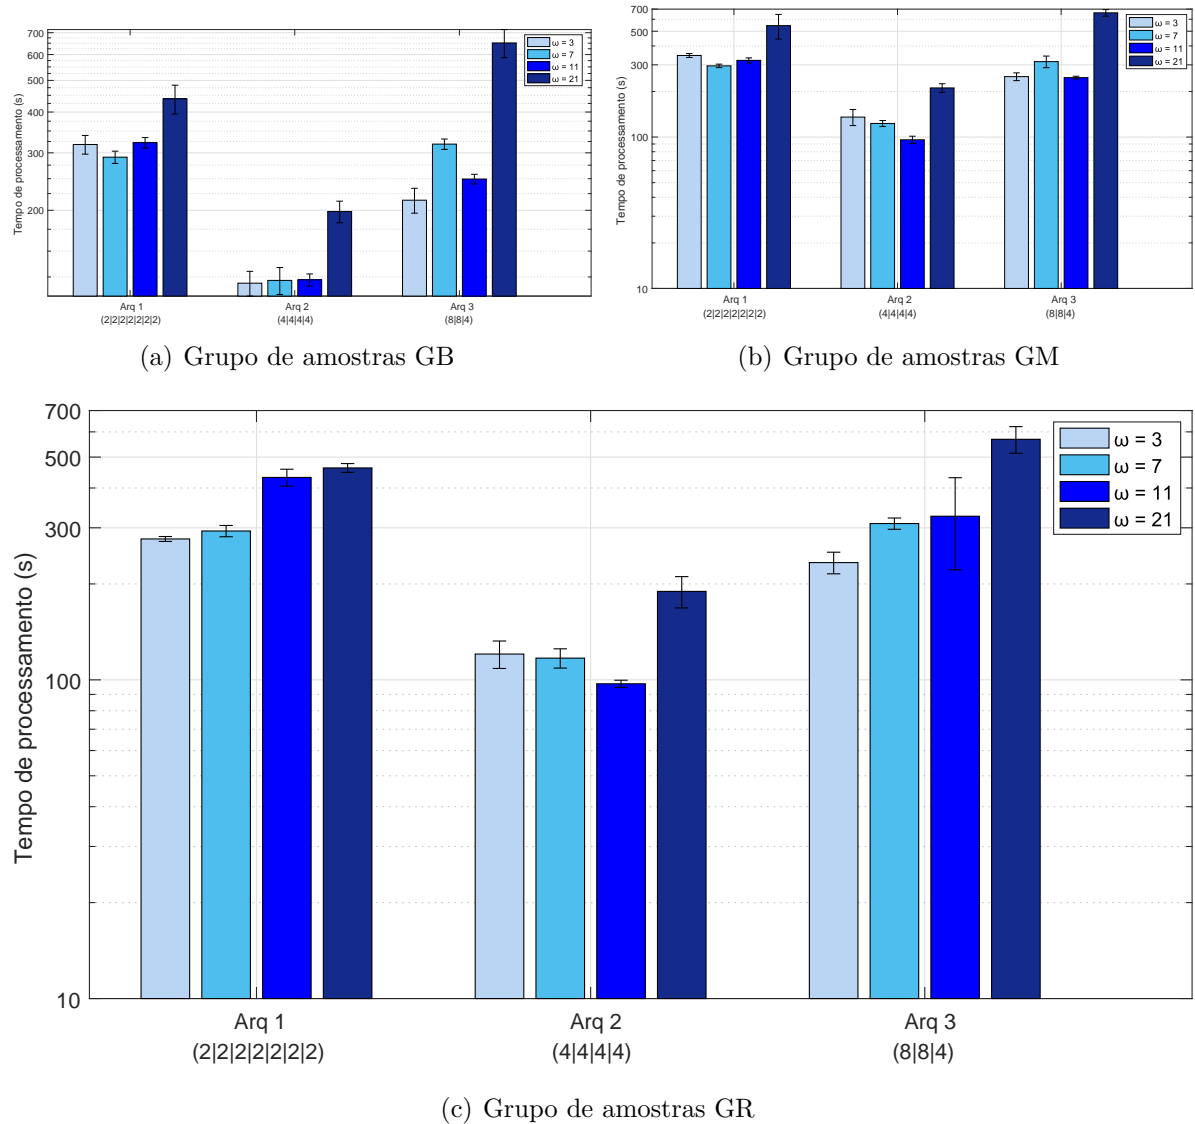 700
600
500
400
300
200
Tempo de processamento (s)
ω = 3
ω = 7
ω = 11
ω = 21
Arq 1
(2|2|2|2|2|2|2)
Arq 2
(4|4|4|4)
Arq 3
(8|8|4)
(a) Grupo de amostras GB
700
500
300
100
10
Tempo de processamento (s)
ω = 3
ω = 7
ω = 11
ω = 21
Arq 1
(2|2|2|2|2|2|2)
Arq 2
(4|4|4|4)
Arq 3
(8|8|4)
(b) Grupo de amostras GM
700
500
300
100
10
Tempo de processamento (s)
ω = 3
ω = 7
ω = 11
ω = 21
Arq 1
(2|2|2|2|2|2|2)
Arq 2
(4|4|4|4)
Arq 3
(8|8|4)
(c) Grupo de amostras GR